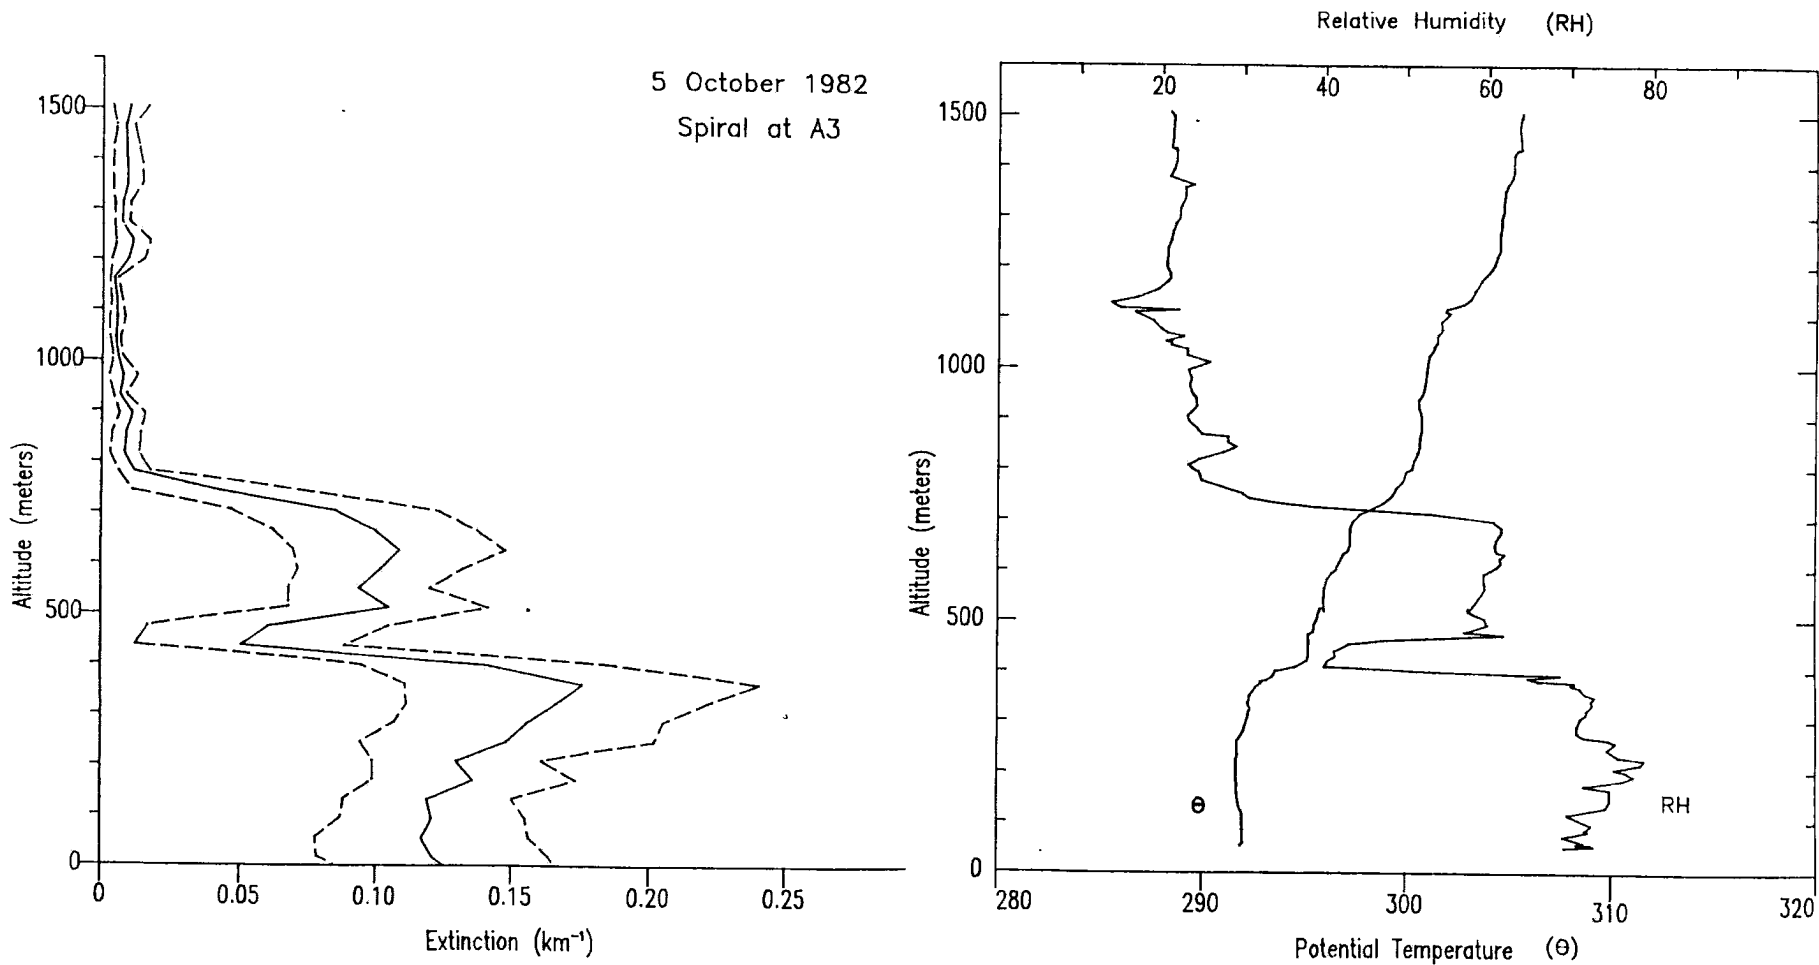 5 October 1982
Spiral at A3
1500
1000
500
0
Altitude (meters)
0 0.05 0.10 0.15 0.20 0.25
Extinction (km⁻¹)
Relative Humidity (RH)
20 40 60 80
1500
1000
500
0
Altitude (meters)
Θ RH
280 290 300 310 320
Potential Temperature (Θ)